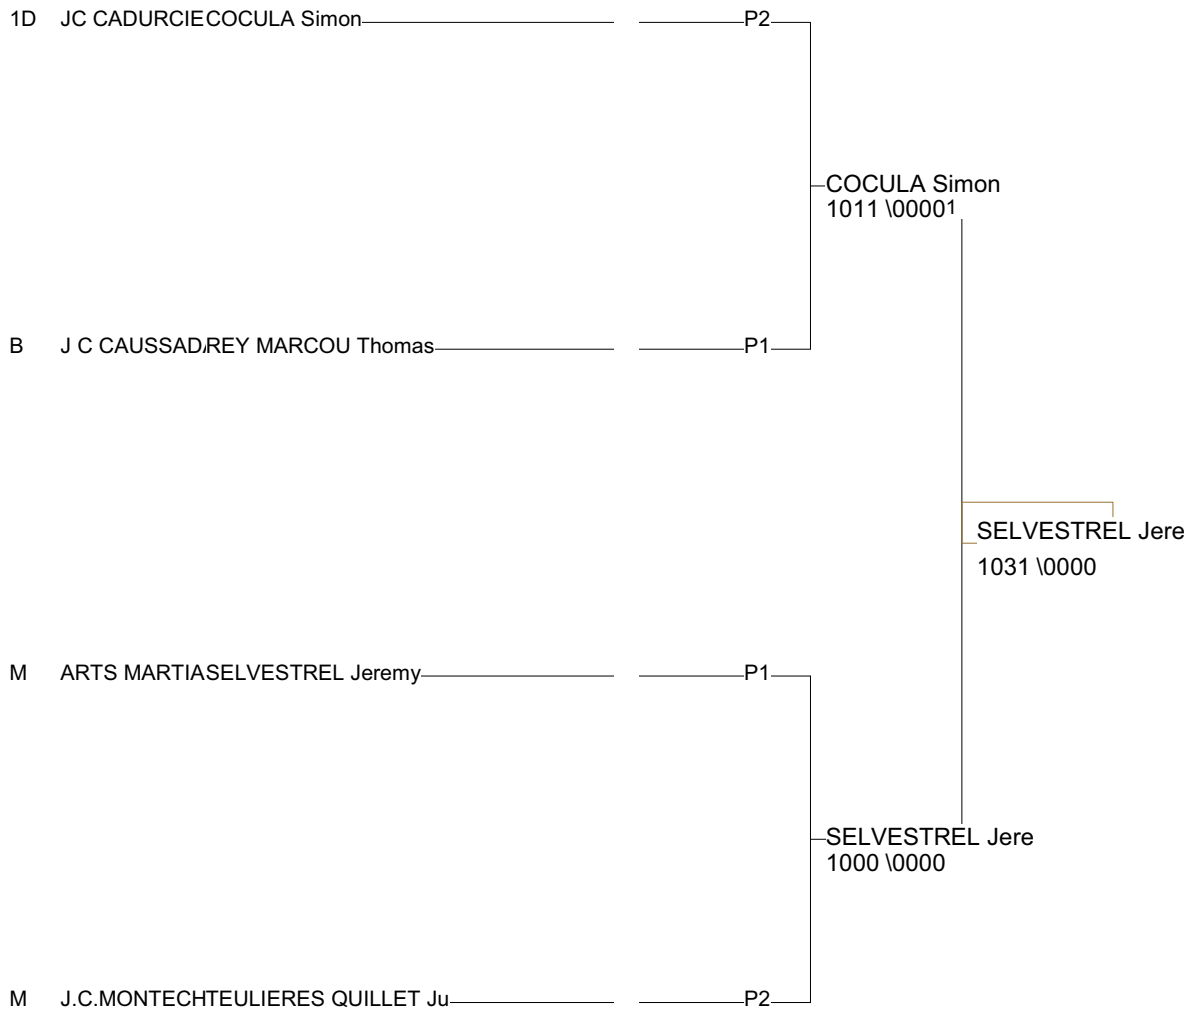 1D JC CADURCIECOCULA Simon P2
COCULA Simon
1011 \00001
B J C CAUSSADREY MARCOU Thomas P1
SELVESTREL Jere
1031 \0000
M ARTS MARTIASELVESTREL Jeremy P1
SELVESTREL Jere
1000 \0000
M J.C.MONTECHTEULIERES QUILLET Ju P2